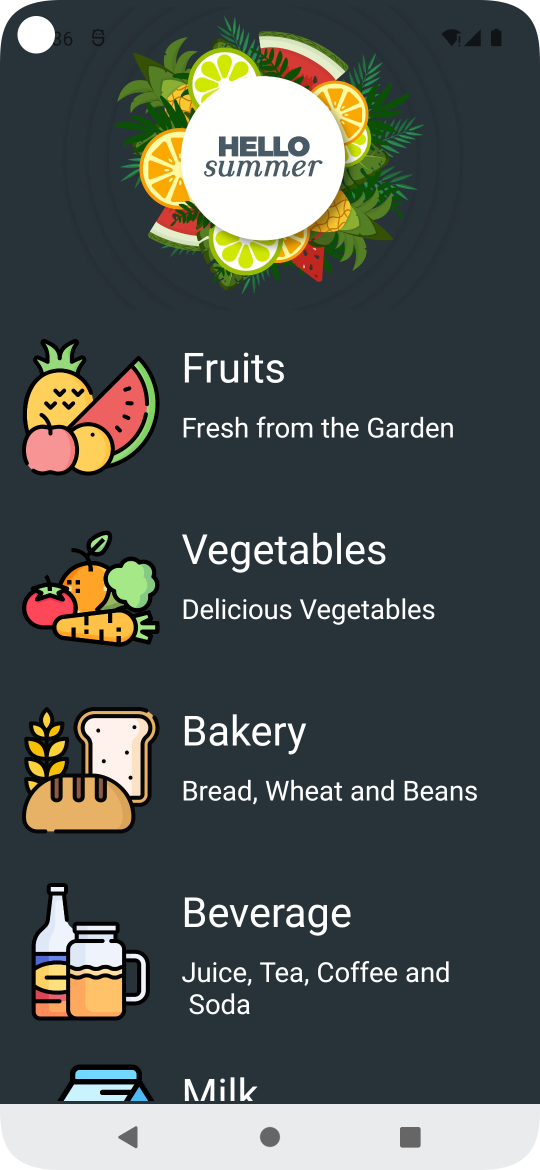 HELLO
summer
Fruits
Fresh from the Garden
Vegetables
Delicious Vegetables
Bakery
Bread, Wheat and Beans
Beverage
Juice, Tea, Coffee and
Soda
Milk